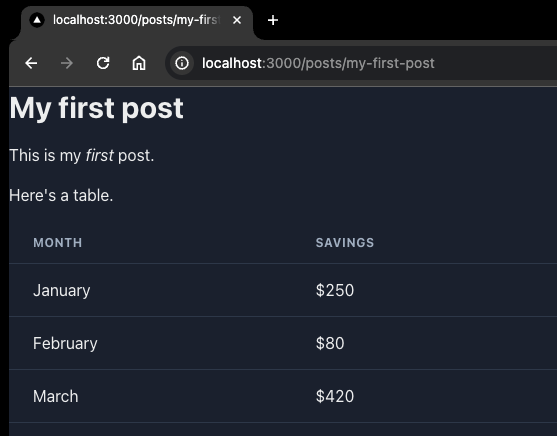 localhost:3000/posts/my-firs
localhost:3000/posts/my-first-post
My first post
This is my first post.
Here's a table.
MONTH SAVINGS
January $250
February $80
March $420